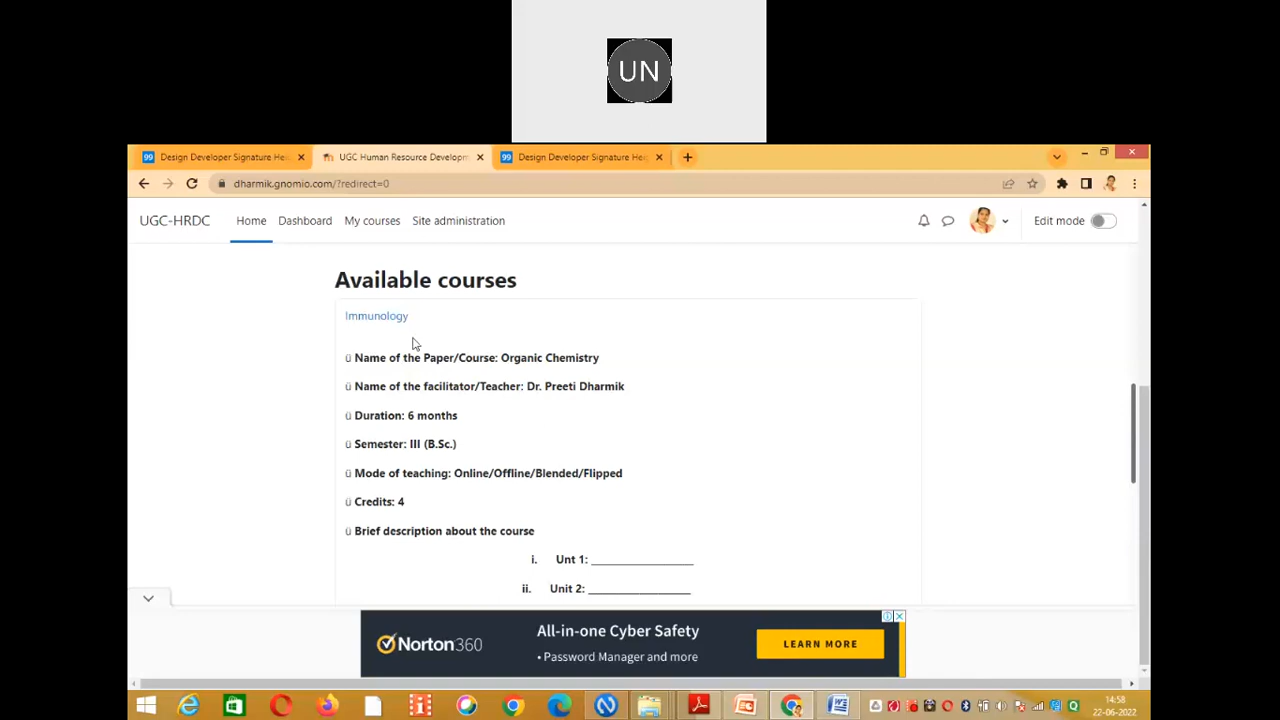 UN
Design Developer Signature He
UGC Human Resource Developm
Design Developer Signature He
dharmik.gnomio.com/?redirect=0
UGC-HRDC
Home
Dashboard
My courses
Site administration
Edit mode
Available courses
Immunology
ü Name of the Paper/Course: Organic Chemistry
ü Name of the facilitator/Teacher: Dr. Preeti Dharmik
ü Duration: 6 months
ü Semester: III (B.Sc.)
ü Mode of teaching: Online/Offline/Blended/Flipped
ü Credits: 4
ü Brief description about the course
i. Unt 1: ________________
ii. Unit 2: ________________
Norton360
All-in-one Cyber Safety
• Password Manager and more
LEARN MORE
14:58
22-06-2022